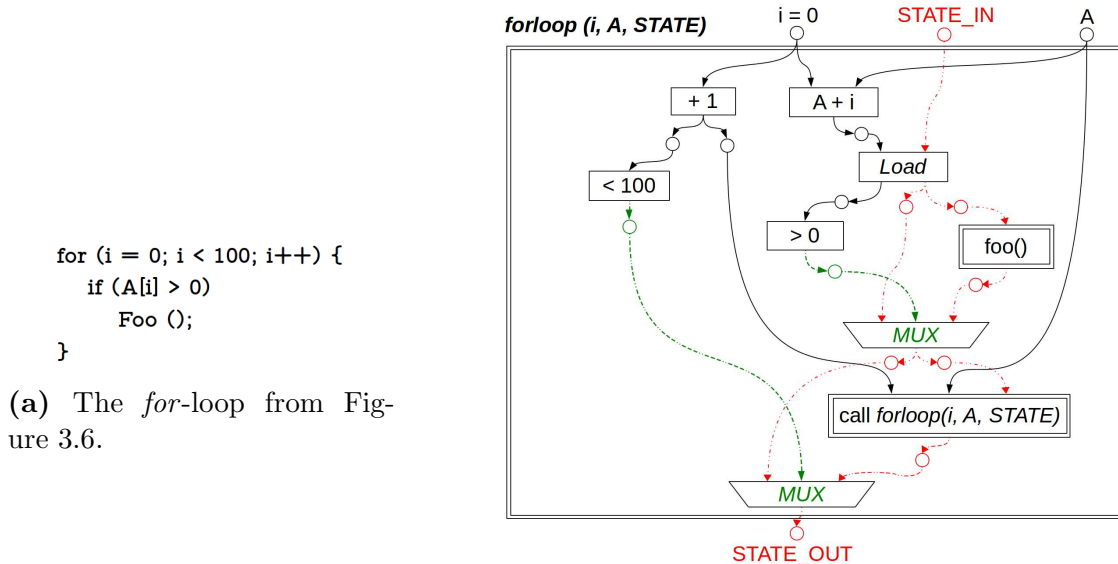 for (i = 0; i < 100; i++) {
if (A[i] > 0)
Foo ();
}
(a) The for-loop from Fig-
ure 3.6.
forloop (i, A, STATE)
i = 0
STATE_IN
A
+ 1
A + i
Load
< 100
> 0
foo()
MUX
call forloop(i, A, STATE)
MUX
STATE_OUT